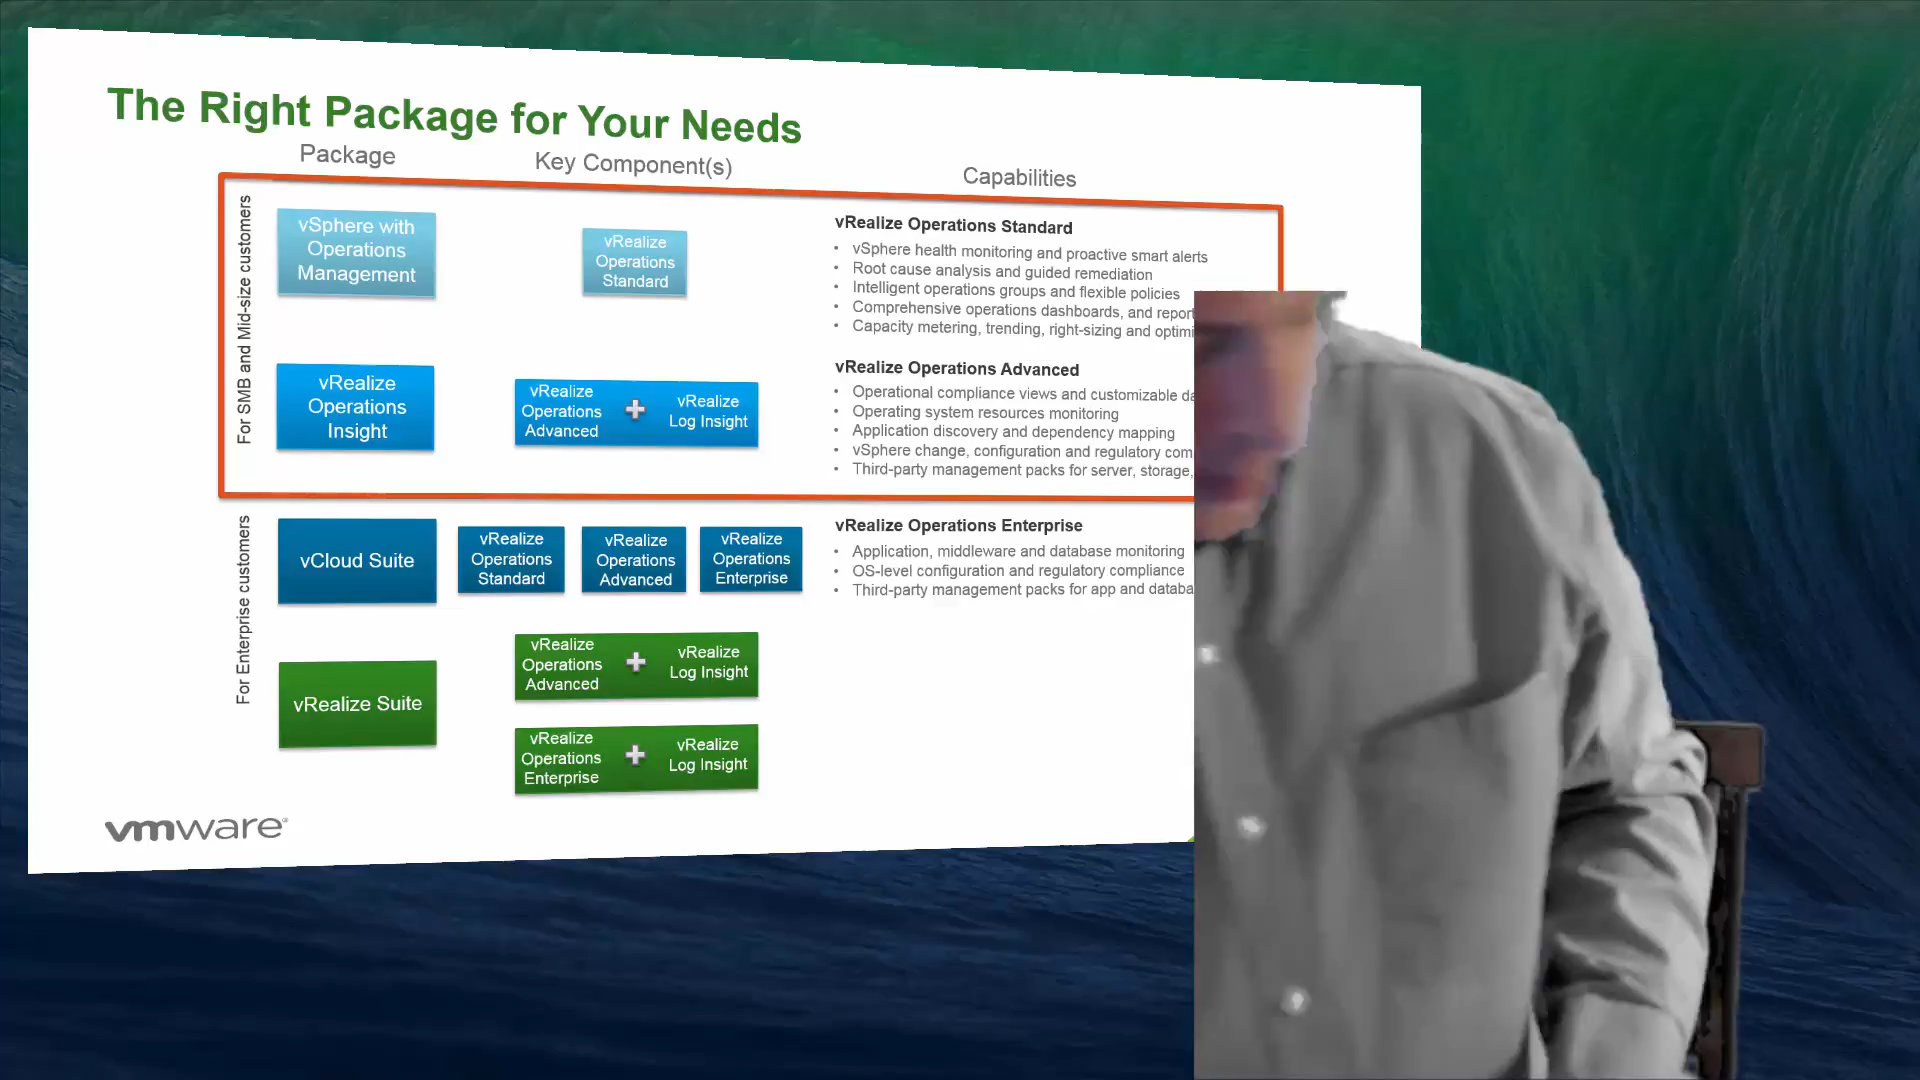 The Right Package for Your Needs
Package
Key Component(s)
Capabilities
For SMB and Mid-size customers
vSphere with
Operations
Management
vRealize
Operations
Standard
vRealize Operations Standard
• vSphere health monitoring and proactive smart alerts
• Root cause analysis and guided remediation
• Intelligent operations groups and flexible policies
• Comprehensive operations dashboards, and
• Capacity metering, trending, right-sizing and
vRealize
Operations
Insight
vRealize
Operations
Advanced
vRealize
Log Insight
vRealize Operations Advanced
• Operational compliance views and customizable
• Operating system resources monitoring
• Application discovery and dependency mapping
• vSphere change, configuration and regulatory
• Third-party management packs for server, storage,
For Enterprise customers
vCloud Suite
vRealize
Operations
Standard
vRealize
Operations
Advanced
vRealize
Operations
Enterprise
vRealize Operations Enterprise
• Application, middleware and database monitoring
• OS-level configuration and regulatory compliance
• Third-party management packs for app and
vRealize Suite
vRealize
Operations
Advanced
vRealize
Log Insight
vRealize
Operations
Enterprise
vRealize
Log Insight
vmware®